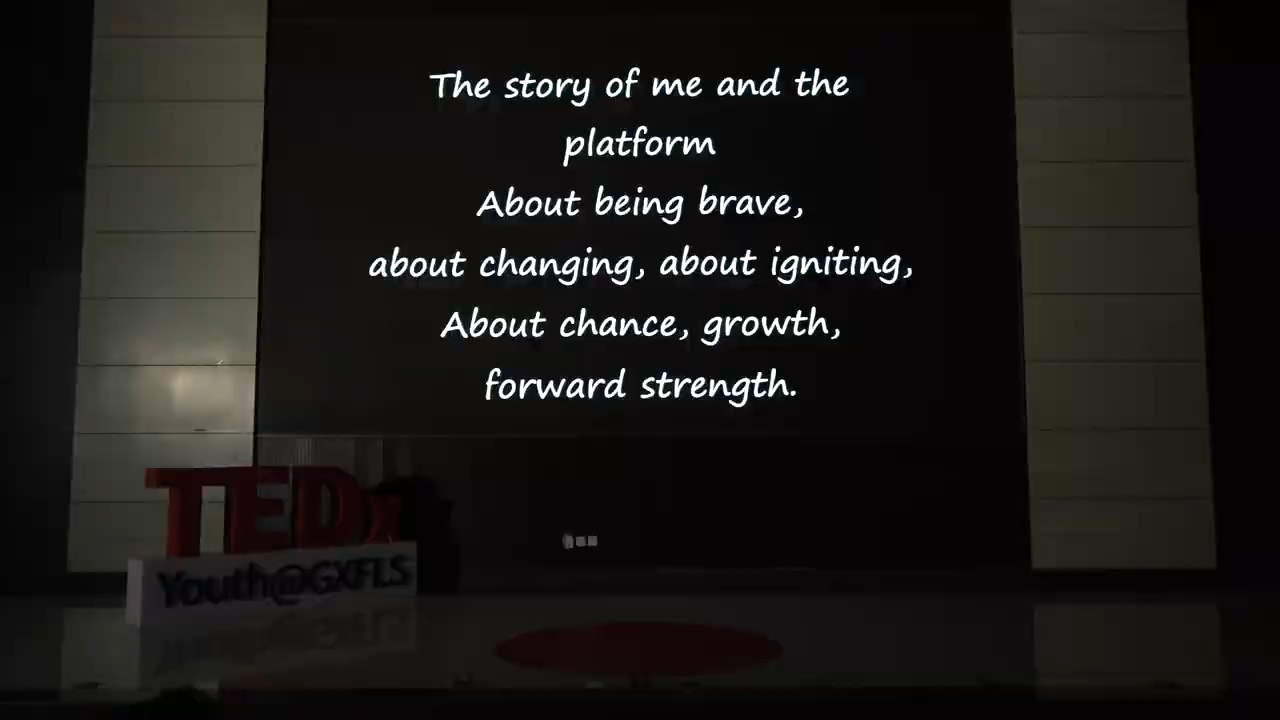 The story of me and the
platform
About being brave,
about changing, about igniting,
About chance, growth,
forward strength.
TEDx
Youth@GXFLS